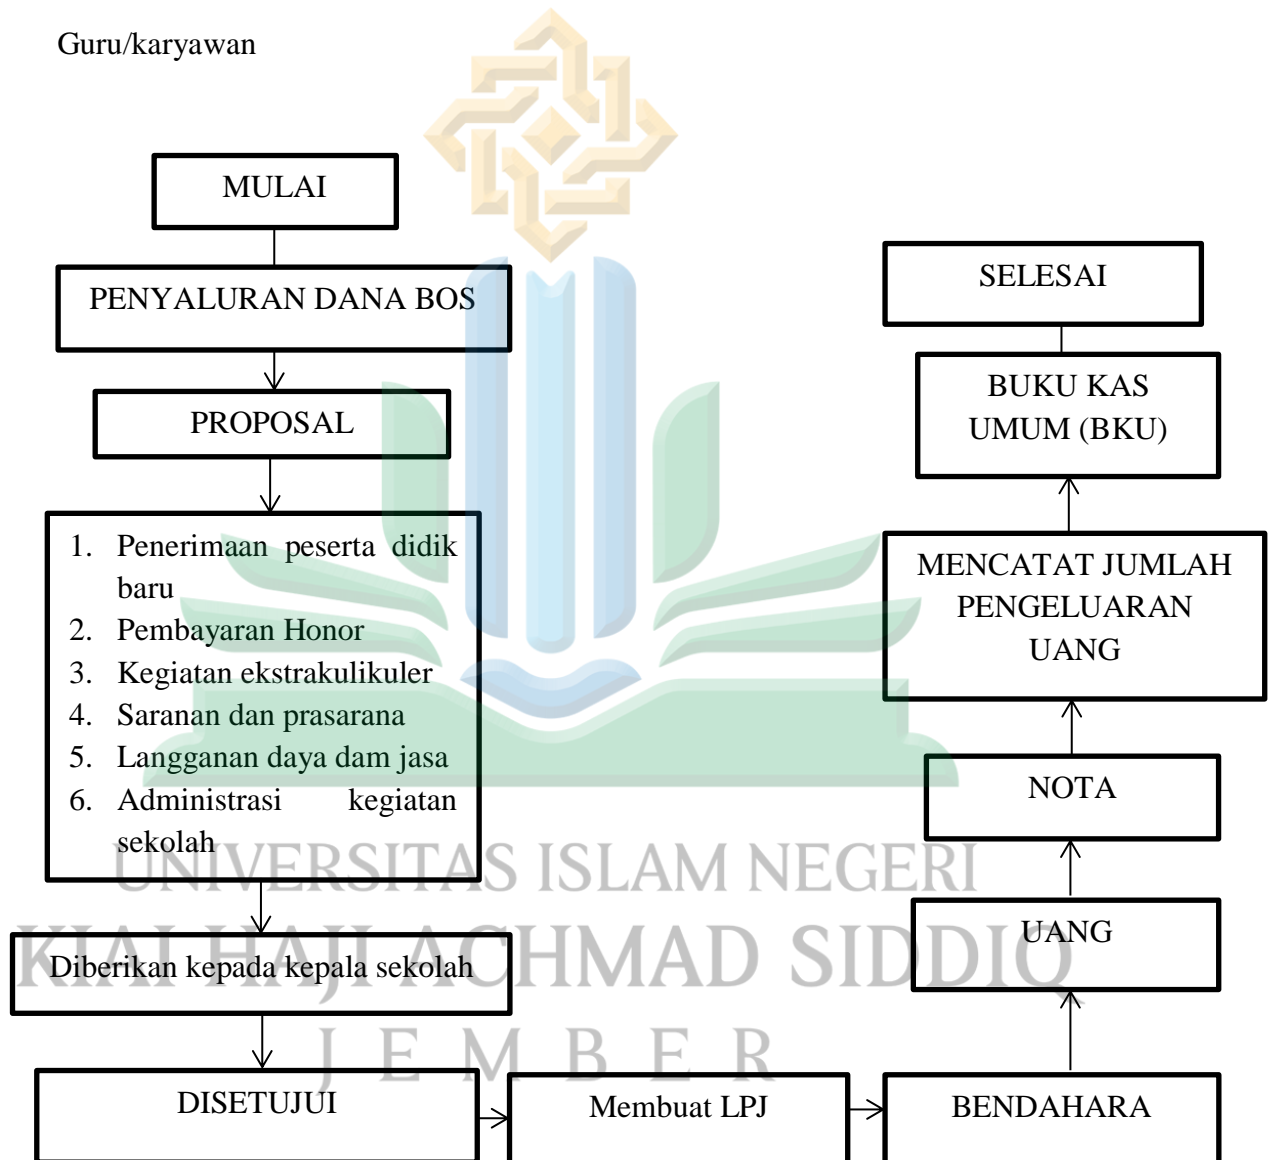 Guru/karyawan
MULAI
PENYALURAN DANA BOS
PROPOSAL
1. Penerimaan peserta didik
baru
2. Pembayaran Honor
3. Kegiatan ekstrakulikuler
4. Saranan dan prasarana
5. Langganan daya dam jasa
6. Administrasi kegiatan
sekolah
Diberikan kepada kepala sekolah
DISETUJUI
Membuat LPJ
BENDAHARA
UANG
NOTA
MENCATAT JUMLAH
PENGELUARAN
UANG
BUKU KAS
UMUM (BKU)
SELESAI
UNIVERSITAS ISLAM NEGERI
KIAI HAJI ACHMAD SIDDIQ
JEMBER